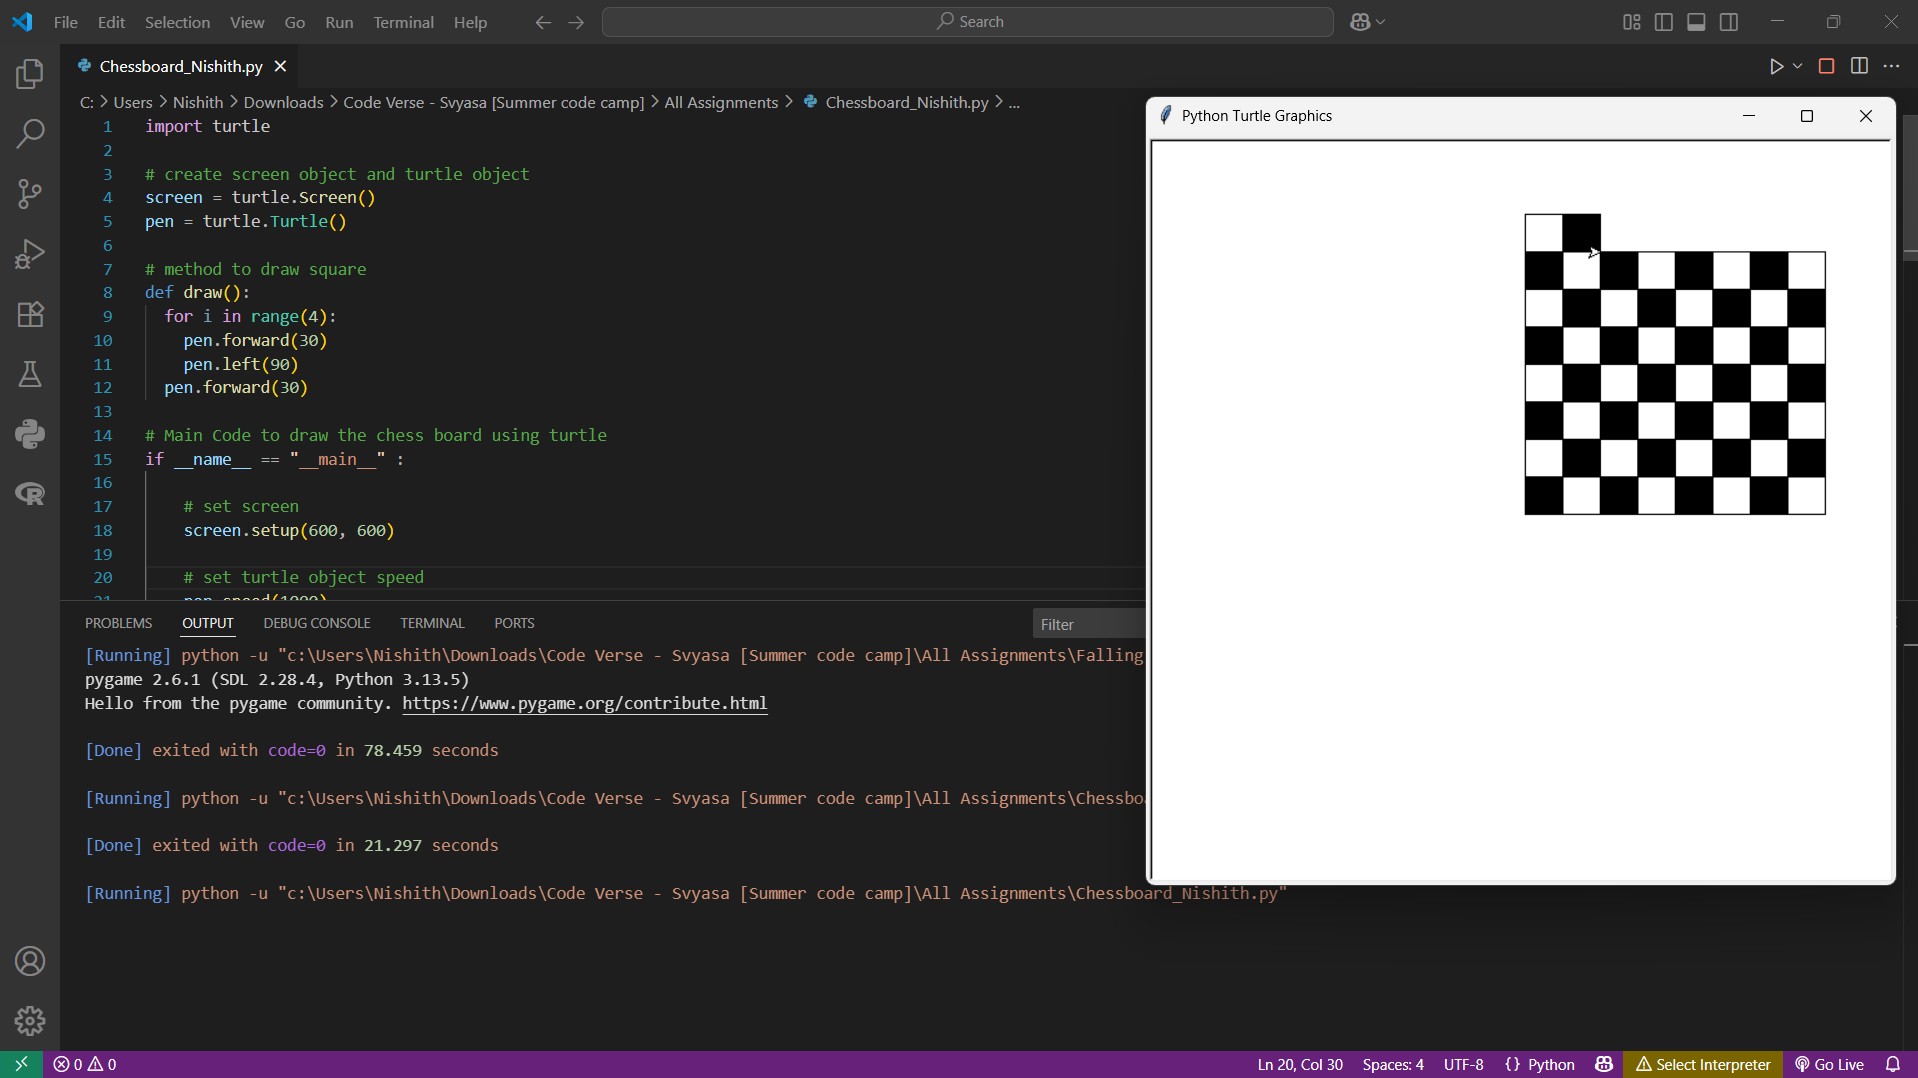 File Edit Selection View Go Run Terminal Help Search
Chessboard_Nishith.py
C: > Users > Nishith > Downloads > Code Verse - Svyasa [Summer code camp] > All Assignments > Chessboard_Nishith.py > ...
1 import turtle
2
3 # create screen object and turtle object
4 screen = turtle.Screen()
5 pen = turtle.Turtle()
6
7 # method to draw square
8 def draw():
9 for i in range(4):
10 pen.forward(30)
11 pen.left(90)
12 pen.forward(30)
13
14 # Main Code to draw the chess board using turtle
15 if __name__ == "__main__" :
16
17 # set screen
18 screen.setup(600, 600)
19
20 # set turtle object speed
21 pen.speed(1000)
Python Turtle Graphics
PROBLEMS OUTPUT DEBUG CONSOLE TERMINAL PORTS Filter
[Running] python -u "c:\Users\Nishith\Downloads\Code Verse - Svyasa [Summer code camp]\All Assignments\Falling
pygame 2.6.1 (SDL 2.28.4, Python 3.13.5)
Hello from the pygame community. https://www.pygame.org/contribute.html
[Done] exited with code=0 in 78.459 seconds
[Running] python -u "c:\Users\Nishith\Downloads\Code Verse - Svyasa [Summer code camp]\All Assignments\Chessbo
[Done] exited with code=0 in 21.297 seconds
[Running] python -u "c:\Users\Nishith\Downloads\Code Verse - Svyasa [Summer code camp]\All Assignments\Chessboard_Nishith.py"
0 0 Ln 20, Col 30 Spaces: 4 UTF-8 {} Python Select Interpreter Go Live